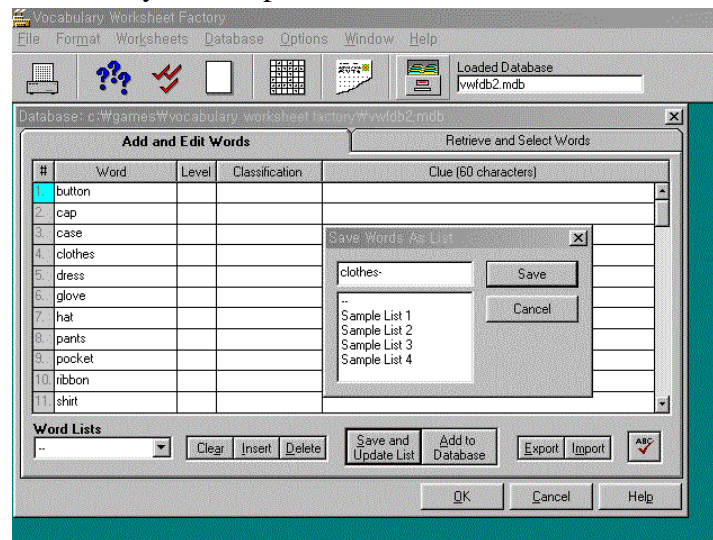 Vocabulary Worksheet Factory
File Format Worksheets Database Options Window Help
???
Loaded Database
vwfdb2.mdb
Database: c:\games\vocabulary worksheet factory\vwfdb2.mdb
Add and Edit Words
Retrieve and Select Words
# Word Level Classification Clue (60 characters)
1. button
2. cap
3. case
4. clothes
5. dress
6. glove
7. hat
8. pants
9. pocket
10. ribbon
11. shirt
Save Words As List
clothes-
Save
--
Sample List 1
Sample List 2
Sample List 3
Sample List 4
Cancel
Word Lists
--
Clear Insert Delete
Save and
Update List
Add to
Database
Export Import
ABC
OK Cancel Help